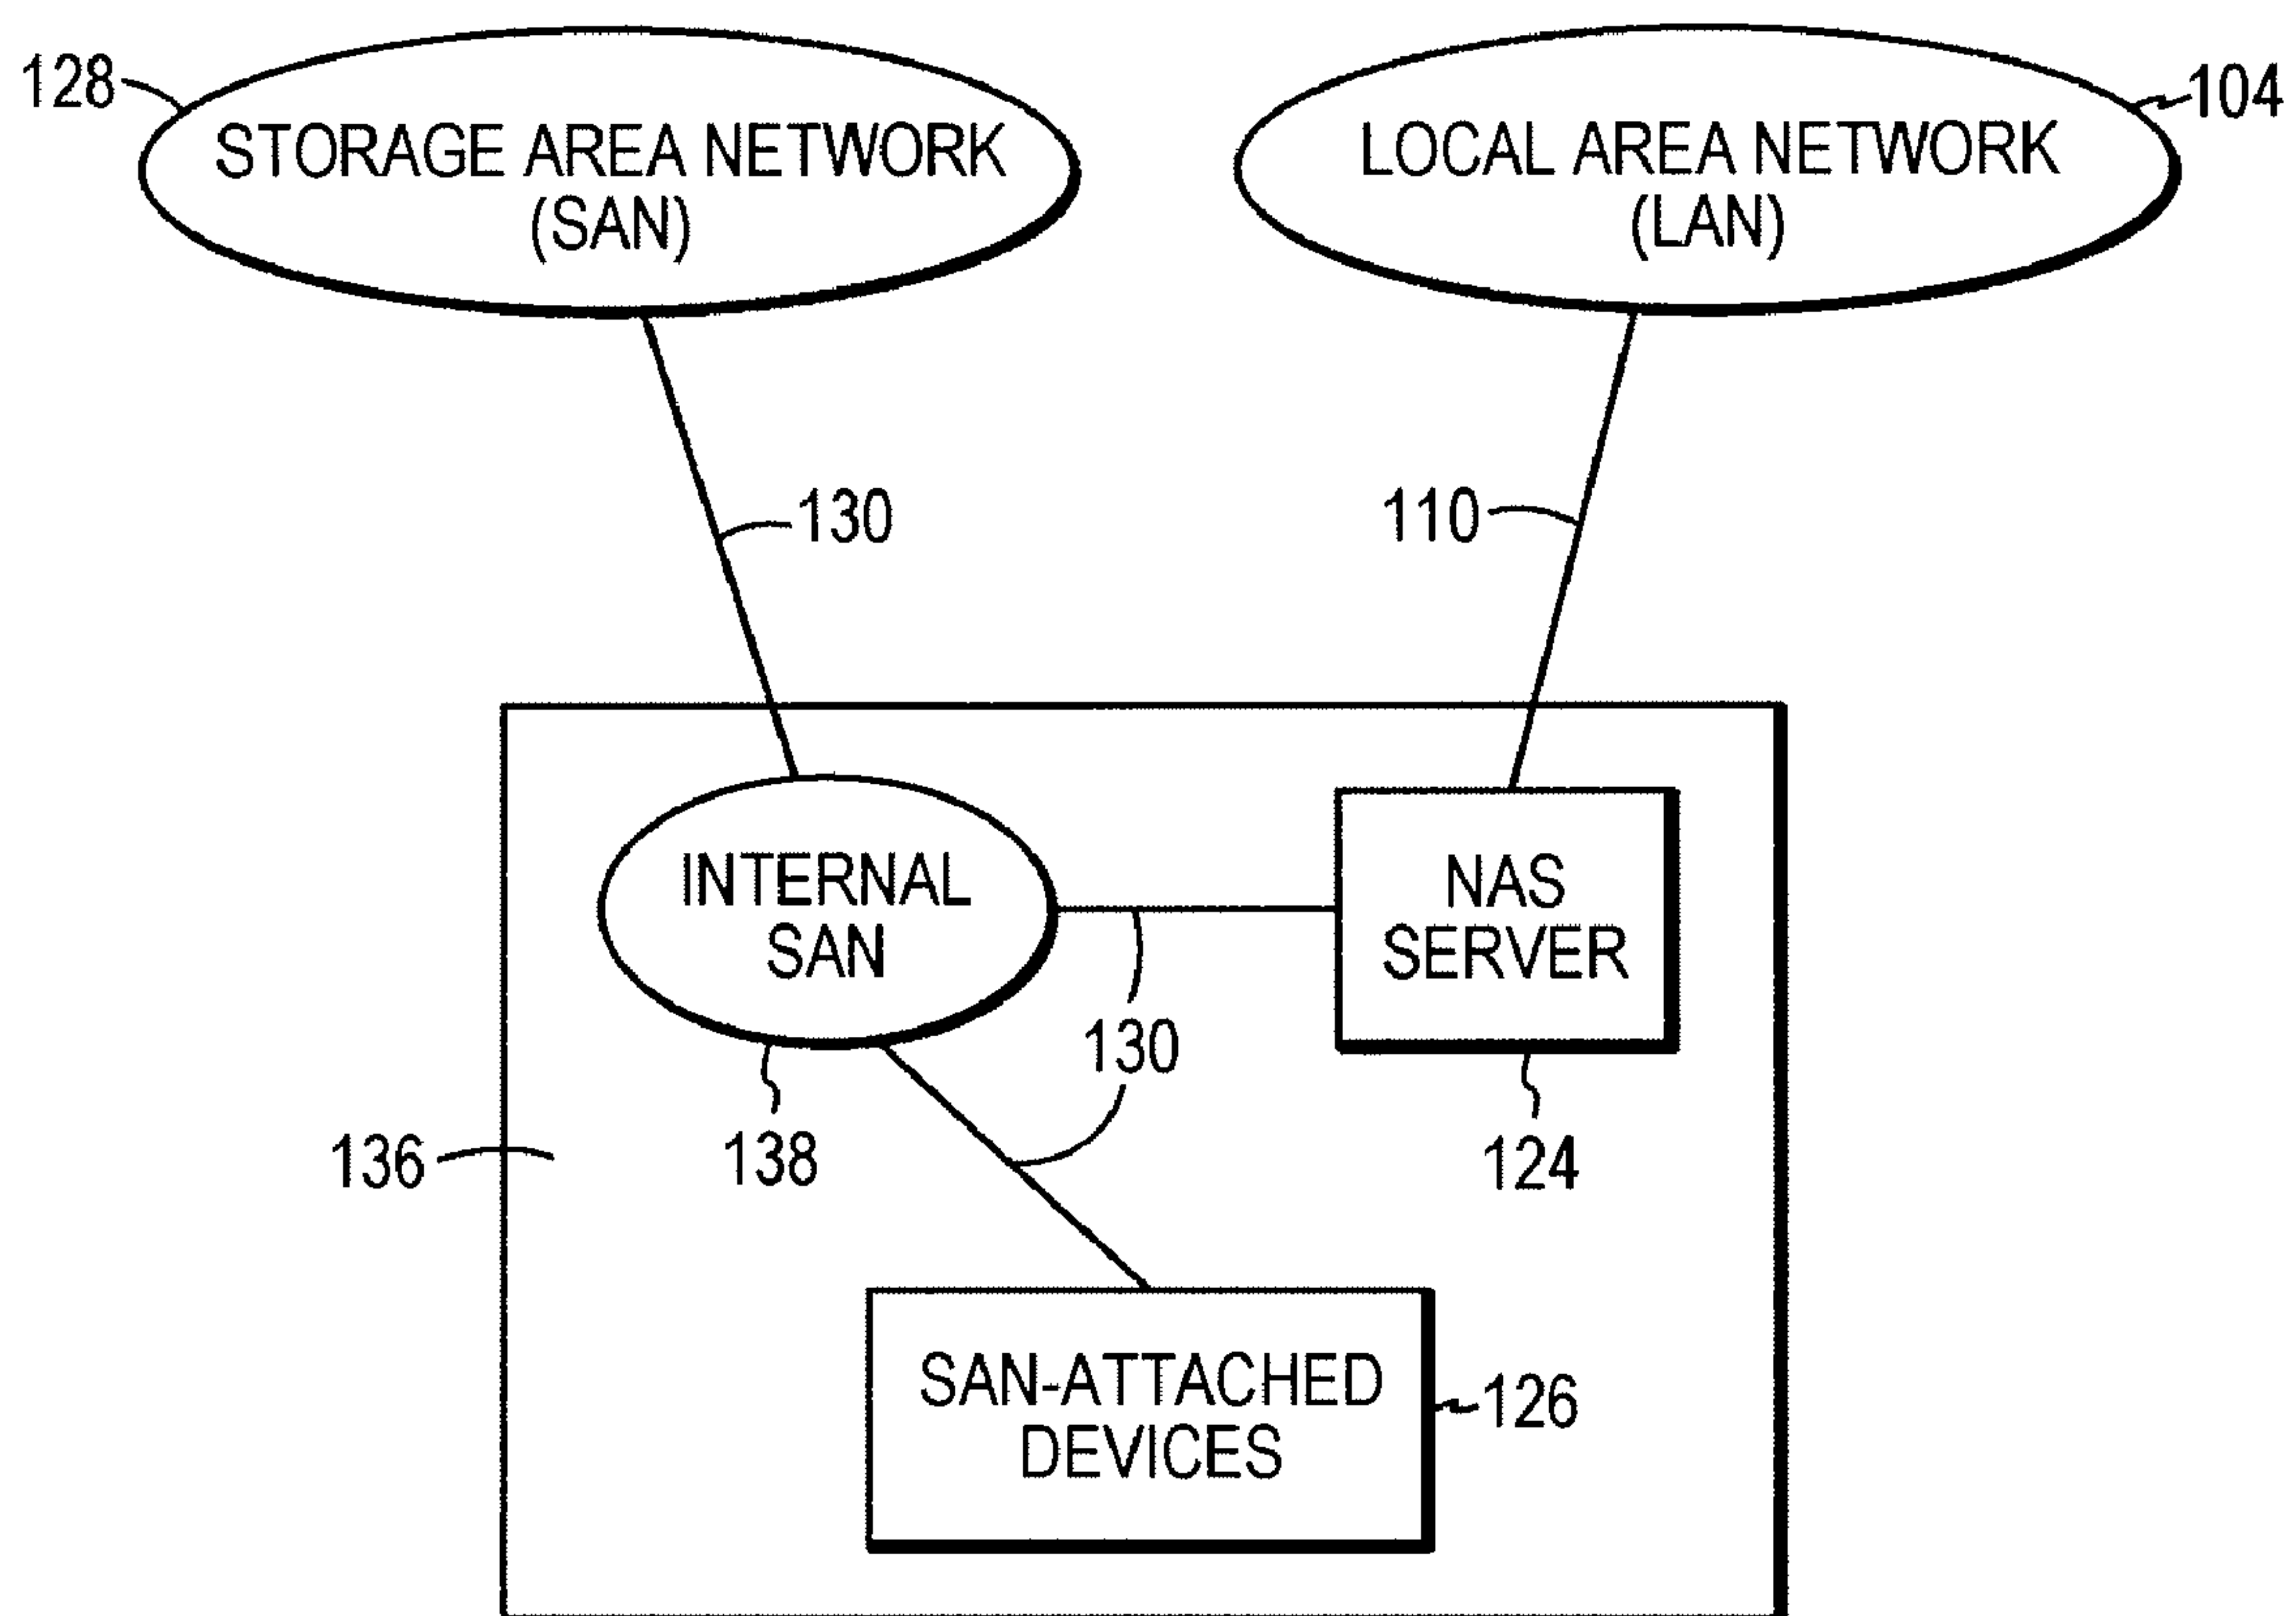 128
STORAGE AREA NETWORK
(SAN)
LOCAL AREA NETWORK
(LAN)
104
130
110
INTERNAL
SAN
NAS
SERVER
130
136
138
124
SAN-ATTACHED
DEVICES
126